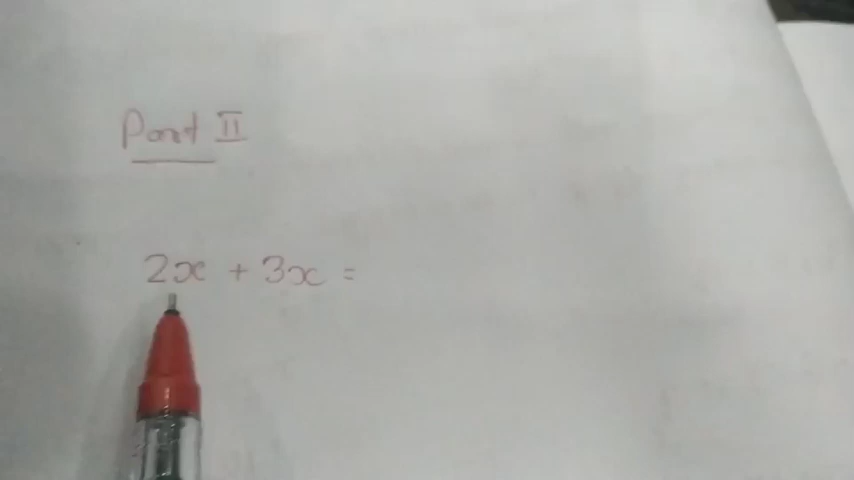 Part II
2x + 3x =